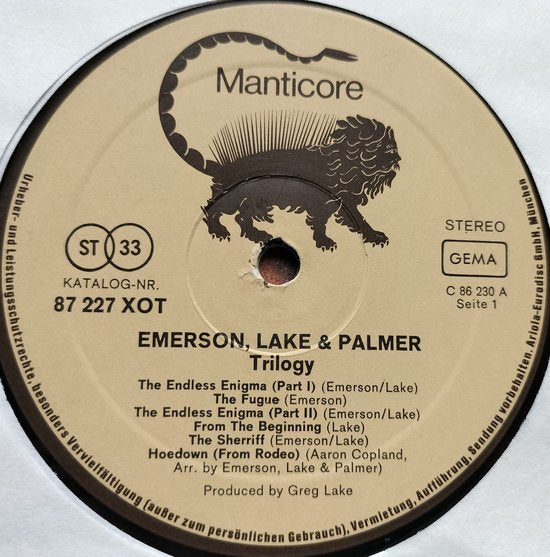 Manticore
ST 33
KATALOG-NR.
87 227 XOT
STEREO
GEMA
C 86 230 A
Seite 1
EMERSON, LAKE & PALMER
Trilogy
The Endless Enigma (Part I) (Emerson/Lake)
The Fugue (Emerson)
The Endless Enigma (Part II) (Emerson/Lake)
From The Beginning (Lake)
The Sherriff (Emerson/Lake)
Hoedown (From Rodeo) (Aaron Copland,
Arr. by Emerson, Lake & Palmer)
Produced by Greg Lake
Urheber- und Leistungsschutzrechte, besonders Vervielfältigung (außer zum persönlichen Gebrauch), Vermietung, Aufführung, Sendung vorbehalten. Ariola-Eurodisc GmbH, München